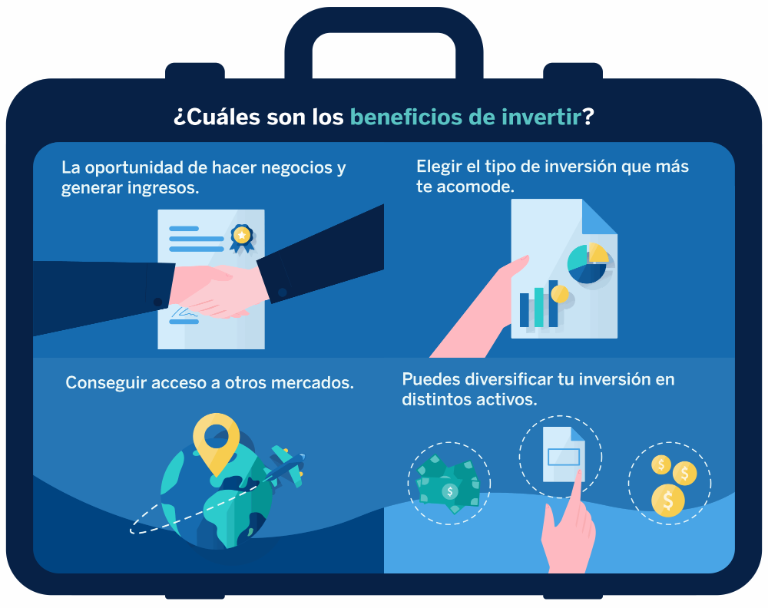 ¿Cuáles son los beneficios de invertir?
La oportunidad de hacer negocios y
generar ingresos.
Elegir el tipo de inversión que más
te acomode.
Conseguir acceso a otros mercados.
Puedes diversificar tu inversión en
distintos activos.
$
$
$
$